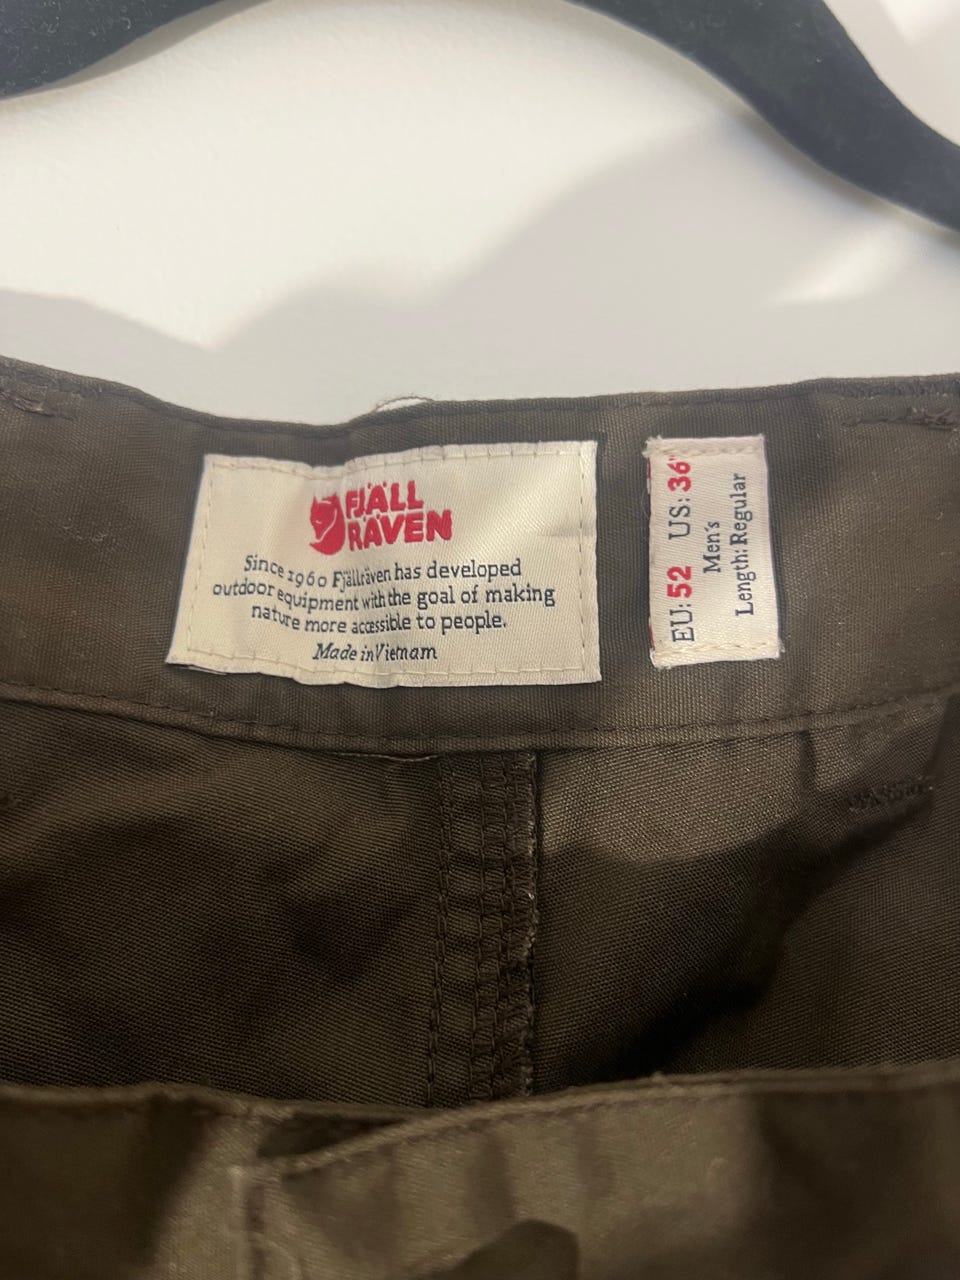 FJÄLL
RÄVEN
Since 1960 Fjällräven has developed
outdoor equipment with the goal of making
nature more accessible to people.
Made in Vietnam
EU: 52 US: 36"
Men's
Length: Regular